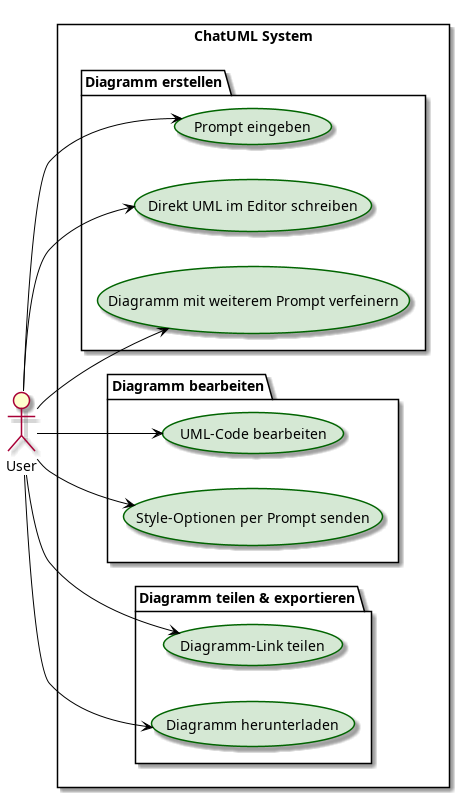 ChatUML System
Diagramm erstellen
Prompt eingeben
Direkt UML im Editor schreiben
Diagramm mit weiterem Prompt verfeinern
Diagramm bearbeiten
UML-Code bearbeiten
User
Style-Optionen per Prompt senden
Diagramm teilen & exportieren
Diagramm-Link teilen
Diagramm herunterladen